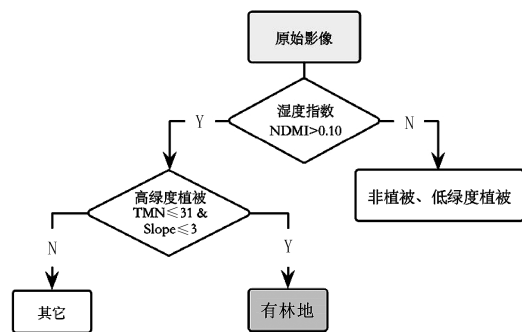 原始影像
湿度指数
NDMI>0.10
Y
N
高绿度植被
TMN≤31 &
Slope≤3
非植被、低绿度植被
N
Y
其它
有林地